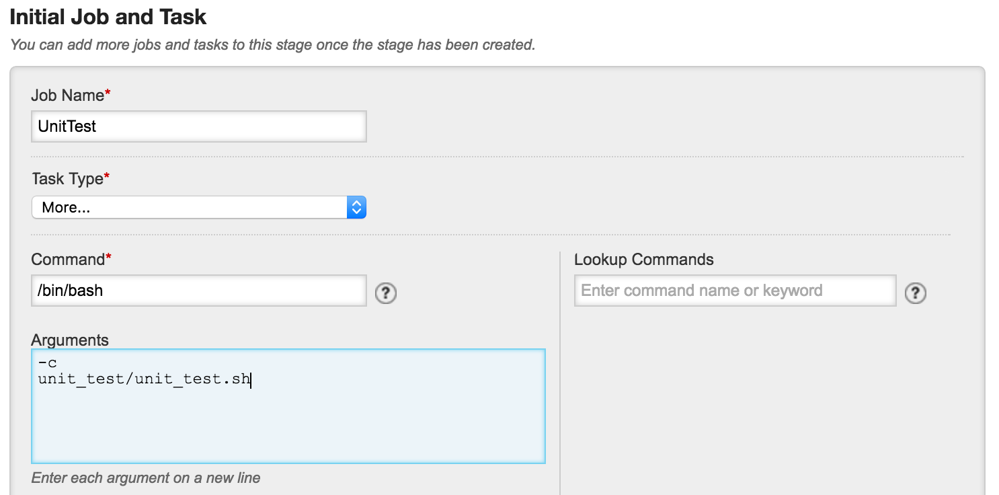 Initial Job and Task
You can add more jobs and tasks to this stage once the stage has been created.
Job Name*
UnitTest
Task Type*
More...
Command*
/bin/bash
?
Lookup Commands
Enter command name or keyword
?
Arguments
-c
unit_test/unit_test.sh
Enter each argument on a new line